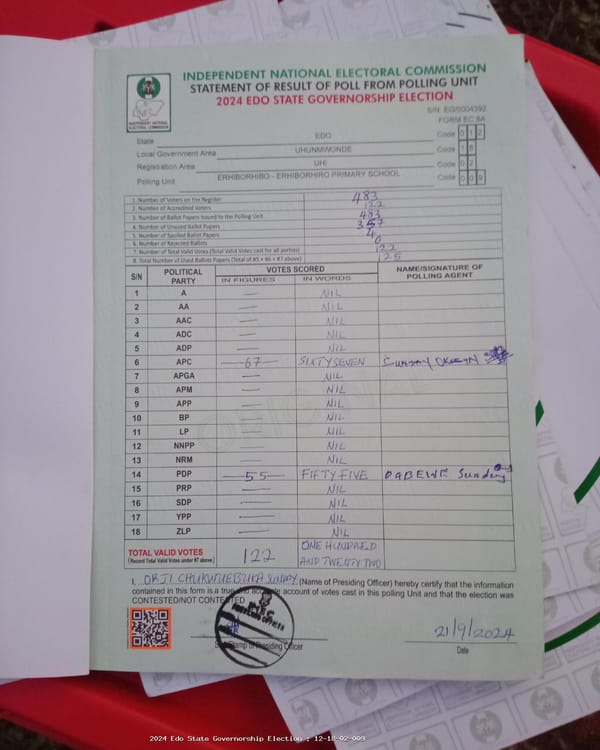 INDEPENDENT NATIONAL ELECTORAL COMMISSION
STATEMENT OF RESULT OF POLL FROM POLLING UNIT
2024 EDO STATE GOVERNORSHIP ELECTION
INDEPENDENT NATIONAL ELECTORAL COMMISSION
S/N: EG/0004392
FORM EC 8A
State EDO Code 0 1 2
Local Government Area UHUNMWONDE Code 1 8
Registration Area UHI Code 0 2
Polling Unit ERHIBORHIBO - ERHIBORHIRO PRIMARY SCHOOL Code 0 0 9
1. Number of Voters on the Register 483
2. Number of Accredited Voters 122
3. Number of Ballot Papers Issued to the Polling Unit 483
4. Number of Unused Ballot Papers
5. Number of Spoiled Ballot Papers
6. Number of Rejected Ballots 0
7. Number of Total Valid Votes (Total Valid Votes cast for all parties) 122
8. Total Number of Used Ballots Papers (Total of #5 + #6 + #7 above) 125
S/N POLITICAL PARTY VOTES SCORED NAME/SIGNATURE OF POLLING AGENT
IN FIGURES IN WORDS
1 A — NIL
2 AA — NIL
3 AAC — NIL
4 ADC — NIL
5 ADP — NIL
6 APC —67— SIXTY SEVEN
7 APGA — NIL
8 APM — NIL
9 APP — NIL
10 BP — NIL
11 LP — NIL
12 NNPP — NIL
13 NRM — NIL
14 PDP —55— FIFTY FIVE Sunday
15 PRP — NIL
16 SDP — NIL
17 YPP — NIL
18 ZLP — NIL
TOTAL VALID VOTES 122 ONE HUNDRED
(Record Total Valid Votes under #7 above) AND TWENTY TWO
I, ORJI CHUKWUEBUKA SUNDAY (Name of Presiding Officer) hereby certify that the information
contained in this form is a true and accurate account of votes cast in this polling Unit and that the election was
CONTESTED/NOT CONTESTED
INEC
PRESIDING OFFICER
Stamp of Presiding Officer
21/9/2024
Date
2024 Edo State Governorship Election : 12-18-02-009